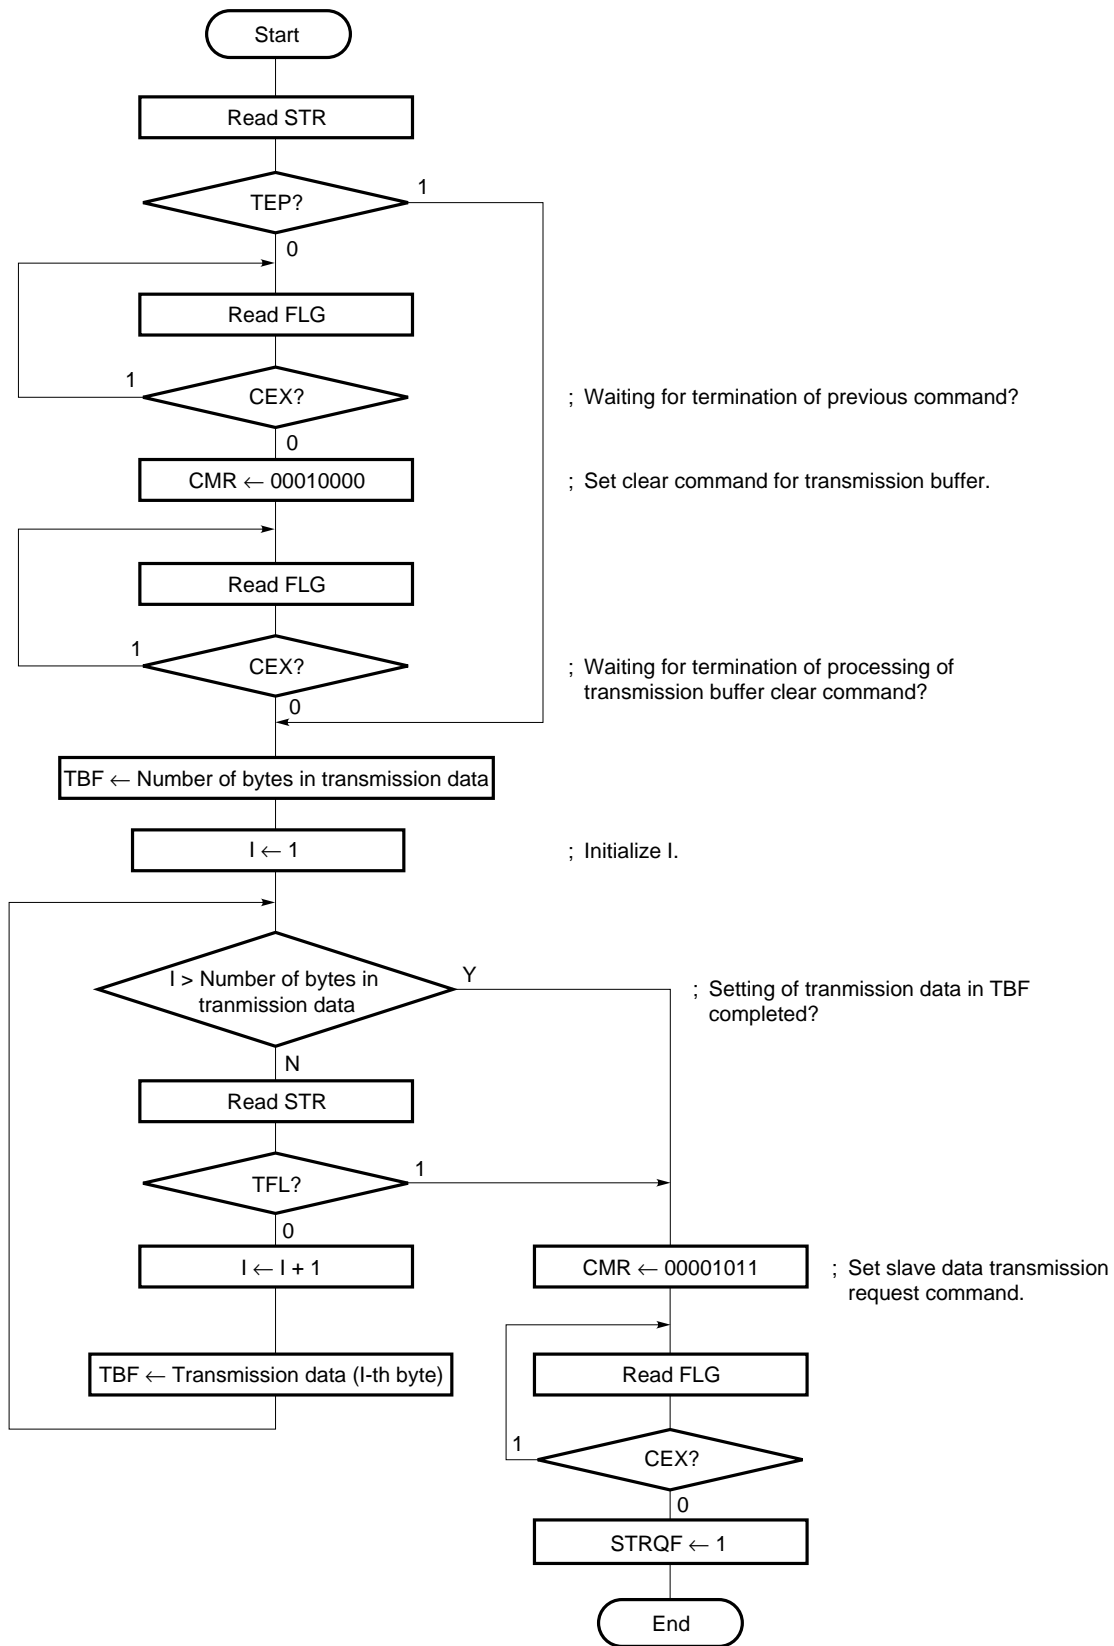 Start
Read STR
TEP?
1
0
Read FLG
1
CEX?
; Waiting for termination of previous command?
0
CMR ← 00010000
; Set clear command for transmission buffer.
Read FLG
1
CEX?
; Waiting for termination of processing of
transmission buffer clear command?
0
TBF ← Number of bytes in transmission data
I ← 1
; Initialize I.
I > Number of bytes in
tranmission data
Y
; Setting of tranmission data in TBF
completed?
N
Read STR
TFL?
1
0
I ← I + 1
CMR ← 00001011
; Set slave data transmission
request command.
TBF ← Transmission data (I-th byte)
Read FLG
1
CEX?
0
STRQF ← 1
End